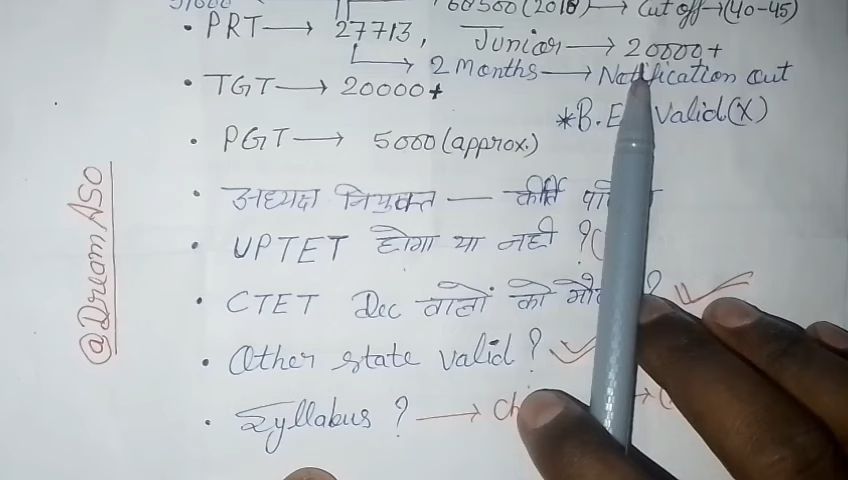 68500 (2018) → Cut off → (40-45)
• PRT → 27713, Junior → 20000+
→ 2 Months → Notification out
• TGT → 20000+
*B.E Valid (X)
• PGT → 5000 (approx.)
• अध्यक्ष नियुक्त — कीर्ति
• UPTET होगा या नही ?
• CTET Dec वालों को ?
• Other state valid ?
• Syllabus ? →
@DreamASO